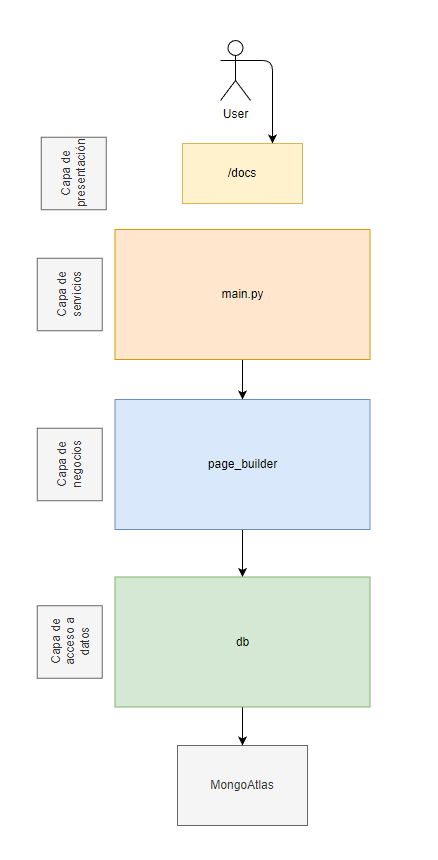 User
Capa de
presentación
/docs
Capa de
servicios
main.py
Capa de
negocios
page_builder
Capa de
acceso a
datos
db
MongoAtlas